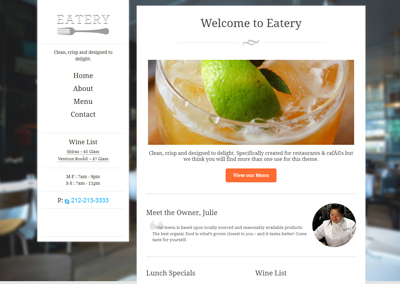 EATERY
Clean, crisp and designed to
delight.
Home
About
Menu
Contact
Wine List
Shiraz - $5 Glass
Ventoux RosÃ© - $7 Glass
M-F : 7am - 9pm
S-S : 7am - 12pm
P: 212-213-3333
Welcome to Eatery
Clean, crisp and designed to delight. Specifically created for restaurants & cafÃ©s but
we think you will find more than one use for this theme.
View our Menu
Meet the Owner, Julie
Our menu is based upon locally sourced and seasonably available products.
The best organic food is what's grown closest to you – and it tastes better! Come
taste for yourself.
Lunch Specials
Wine List